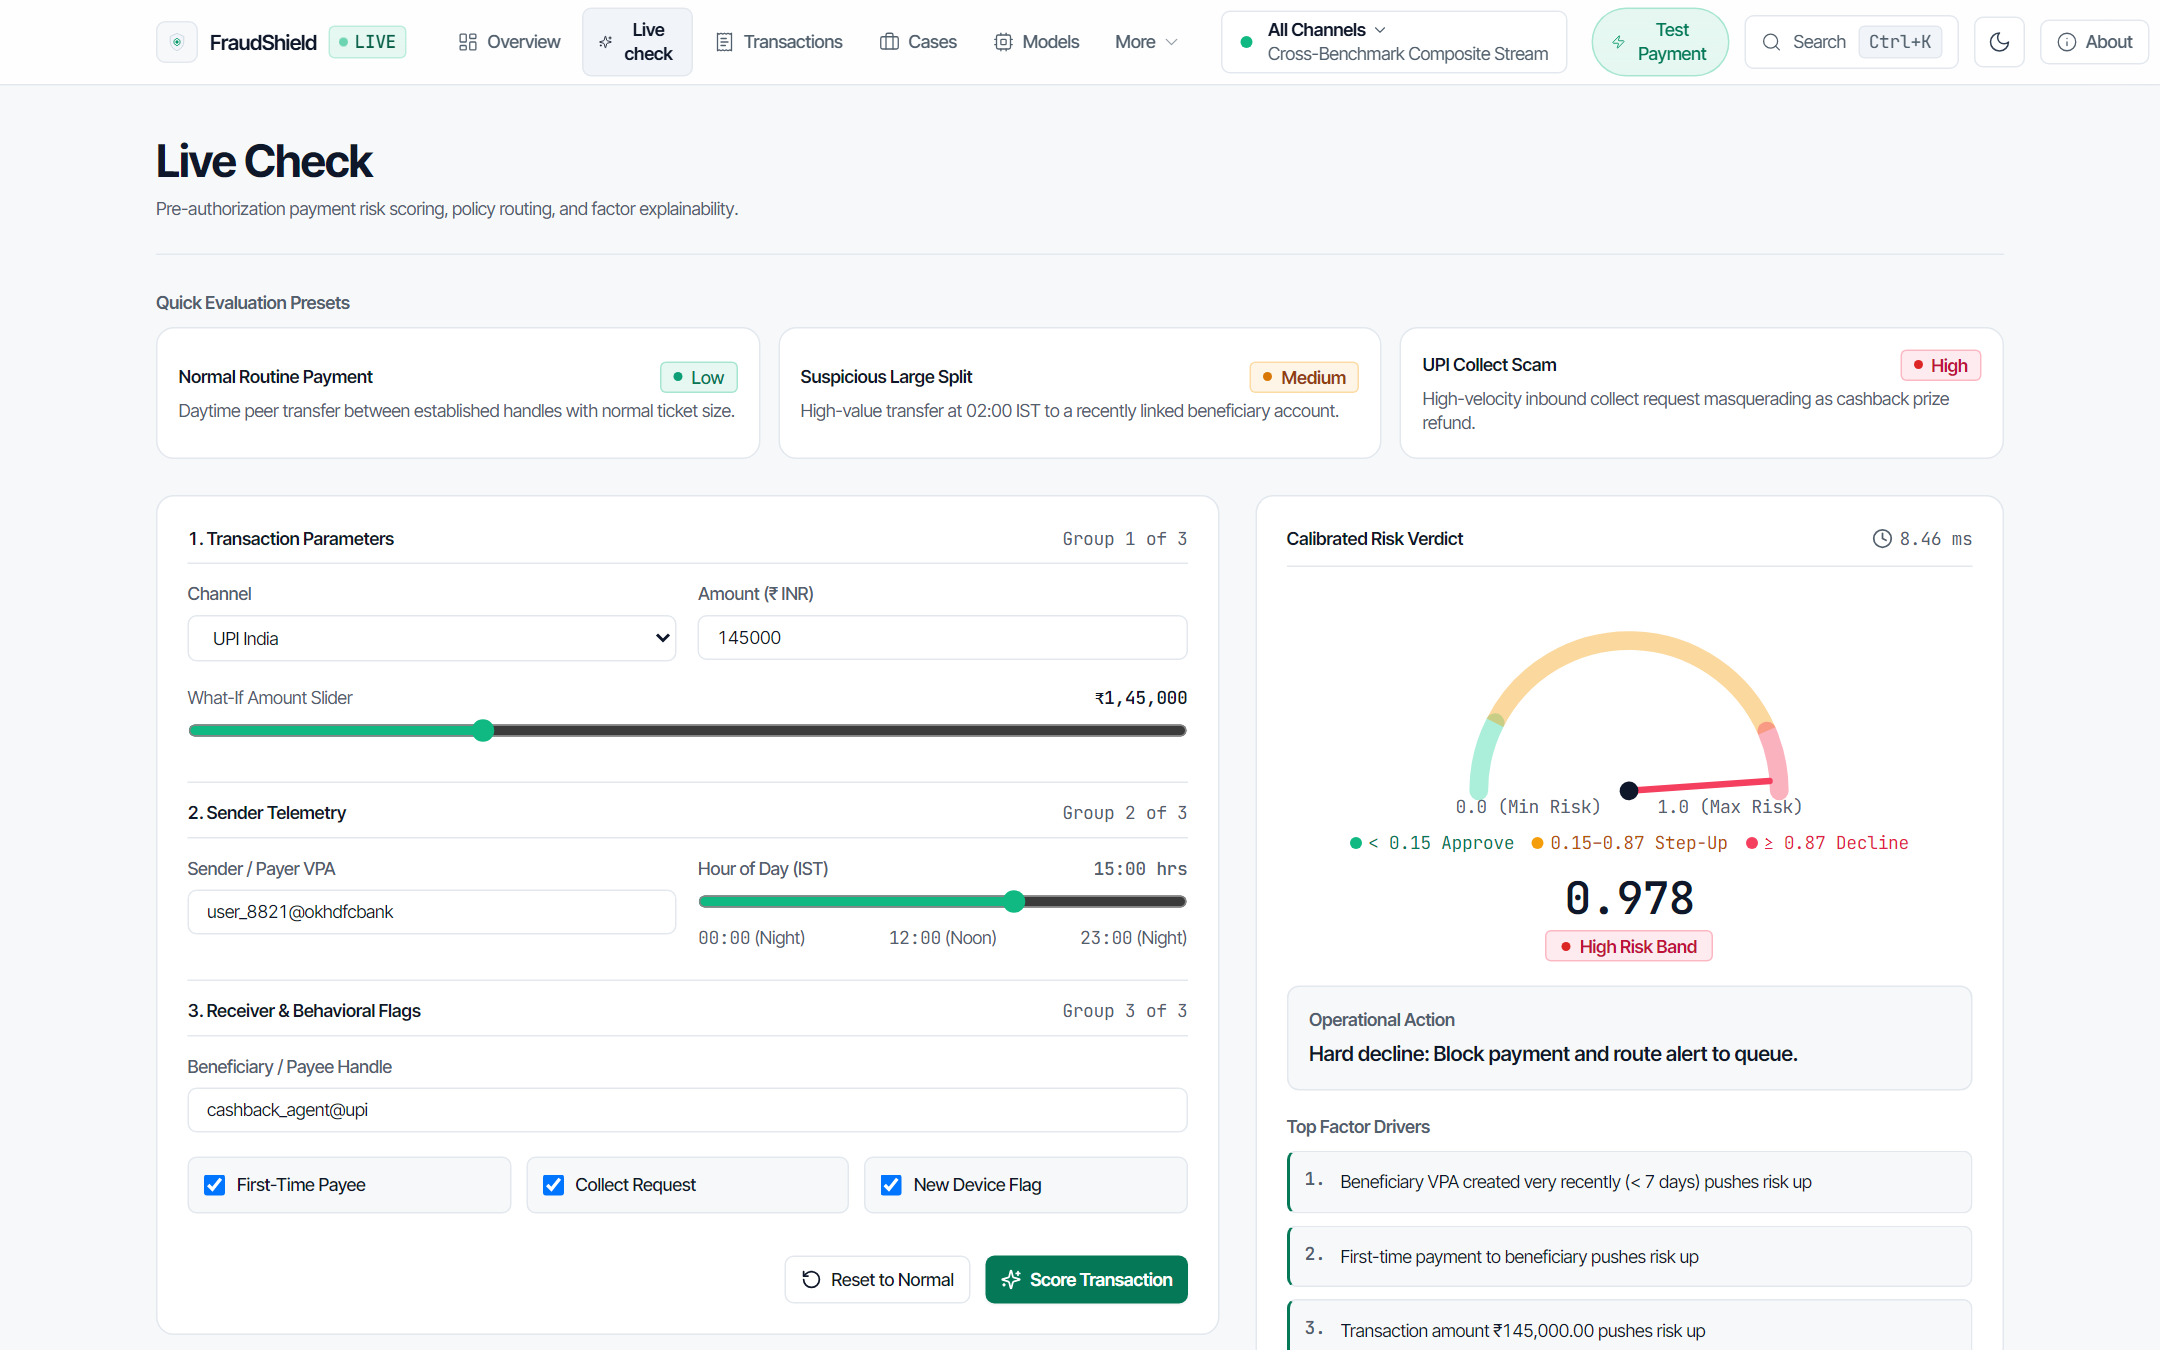 FraudShield LIVE Overview Live check Transactions Cases Models More All Channels Cross-Benchmark Composite Stream Test Payment Search Ctrl+K About
Live Check
Pre-authorization payment risk scoring, policy routing, and factor explainability.
Quick Evaluation Presets
Normal Routine Payment Low
Daytime peer transfer between established handles with normal ticket size.
Suspicious Large Split Medium
High-value transfer at 02:00 IST to a recently linked beneficiary account.
UPI Collect Scam High
High-velocity inbound collect request masquerading as cashback prize
refund.
1. Transaction Parameters Group 1 of 3
Channel Amount (₹ INR)
UPI India 145000
What-If Amount Slider ₹1,45,000
2. Sender Telemetry Group 2 of 3
Sender / Payer VPA Hour of Day (IST) 15:00 hrs
user_8821@okhdfcbank
00:00 (Night) 12:00 (Noon) 23:00 (Night)
3. Receiver & Behavioral Flags Group 3 of 3
Beneficiary / Payee Handle
cashback_agent@upi
First-Time Payee Collect Request New Device Flag
Reset to Normal Score Transaction
Calibrated Risk Verdict 8.46 ms
0.0 (Min Risk) 1.0 (Max Risk)
< 0.15 Approve 0.15–0.87 Step-Up ≥ 0.87 Decline
0.978
High Risk Band
Operational Action
Hard decline: Block payment and route alert to queue.
Top Factor Drivers
1. Beneficiary VPA created very recently (< 7 days) pushes risk up
2. First-time payment to beneficiary pushes risk up
3. Transaction amount ₹145,000.00 pushes risk up